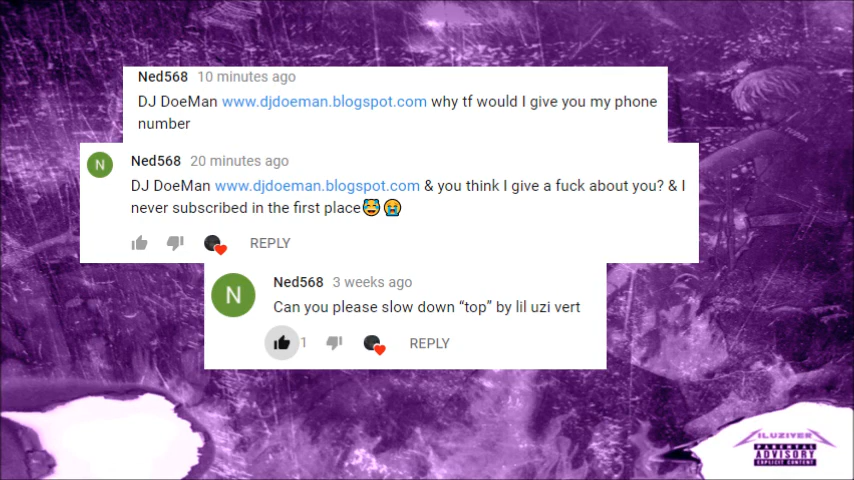 Ned568 10 minutes ago
DJ DoeMan www.djdoeman.blogspot.com why tf would I give you my phone
number
N
Ned568 20 minutes ago
DJ DoeMan www.djdoeman.blogspot.com & you think I give a fuck about you? & I
never subscribed in the first place😅😭
REPLY
N
Ned568 3 weeks ago
Can you please slow down “top” by lil uzi vert
1 REPLY
LILUZIVERT
PARENTAL
ADVISORY
EXPLICIT CONTENT